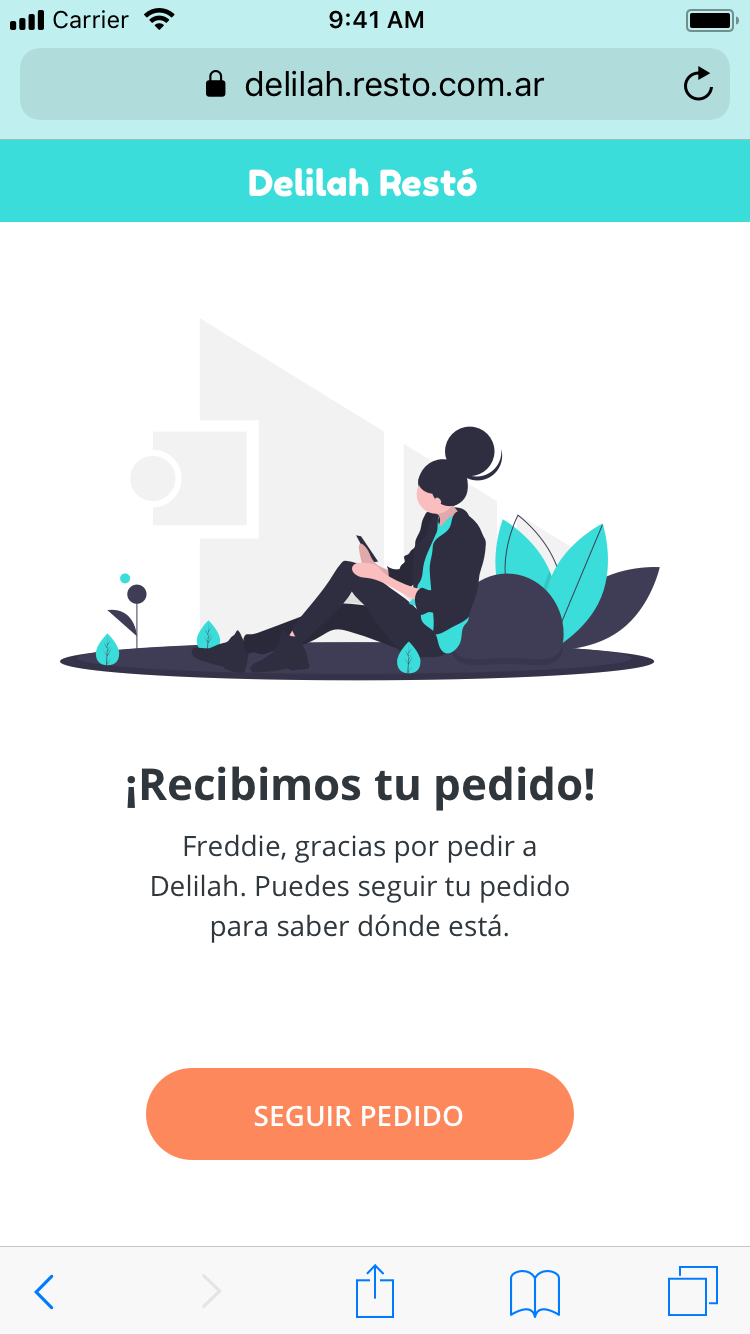 Carrier 9:41 AM
delilah.resto.com.ar
Delilah Restó
¡Recibimos tu pedido!
Freddie, gracias por pedir a
Delilah. Puedes seguir tu pedido
para saber dónde está.
SEGUIR PEDIDO